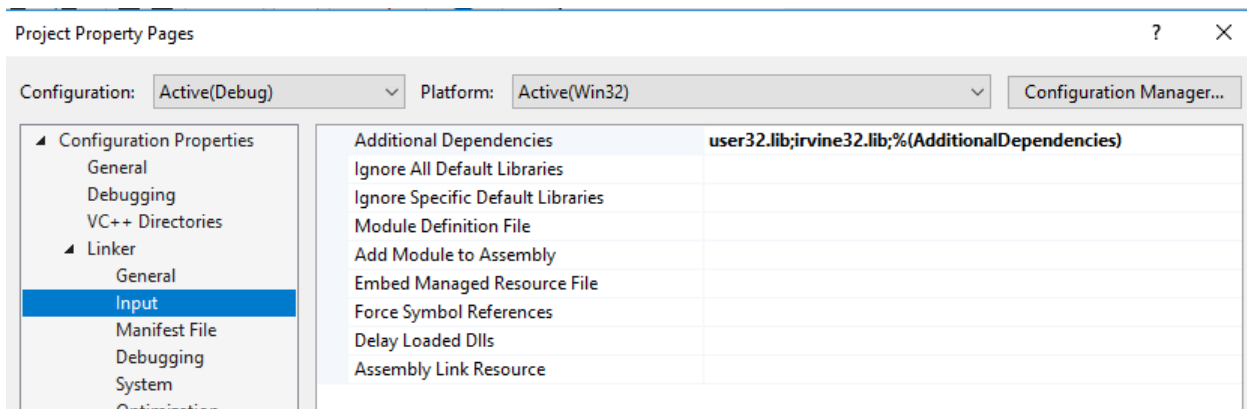 Project Property Pages
?
Configuration: Active(Debug) Platform: Active(Win32) Configuration Manager...
Configuration Properties
General
Debugging
VC++ Directories
Linker
General
Input
Manifest File
Debugging
System
Optimization
Additional Dependencies user32.lib;irvine32.lib;%(AdditionalDependencies)
Ignore All Default Libraries
Ignore Specific Default Libraries
Module Definition File
Add Module to Assembly
Embed Managed Resource File
Force Symbol References
Delay Loaded Dlls
Assembly Link Resource